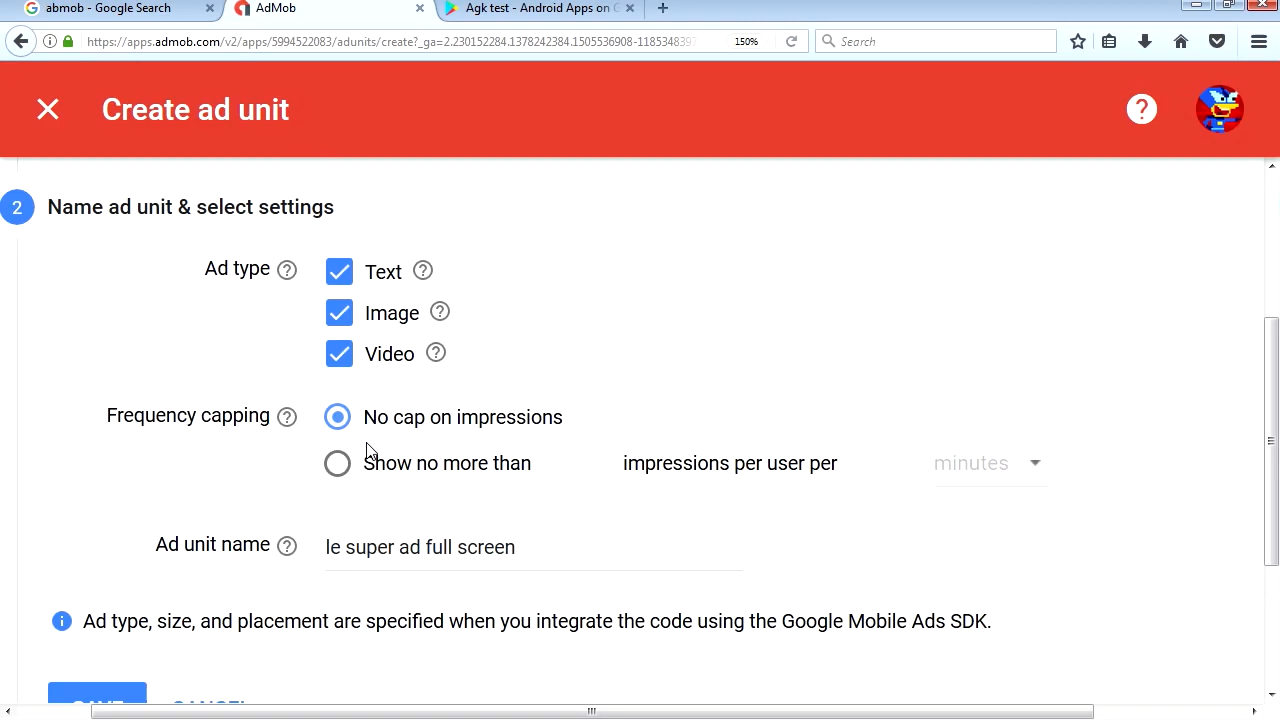 abmob - Google Search
AdMob
Agk test - Android Apps on G
https://apps.admob.com/v2/apps/5994522083/adunits/create?_ga=2.230152284.1378242384.1505536908-1185348397
150%
Search
Create ad unit
2 Name ad unit & select settings
Ad type
Text
Image
Video
Frequency capping
No cap on impressions
Show no more than impressions per user per minutes
Ad unit name
le super ad full screen
Ad type, size, and placement are specified when you integrate the code using the Google Mobile Ads SDK.
SAVE CANCEL